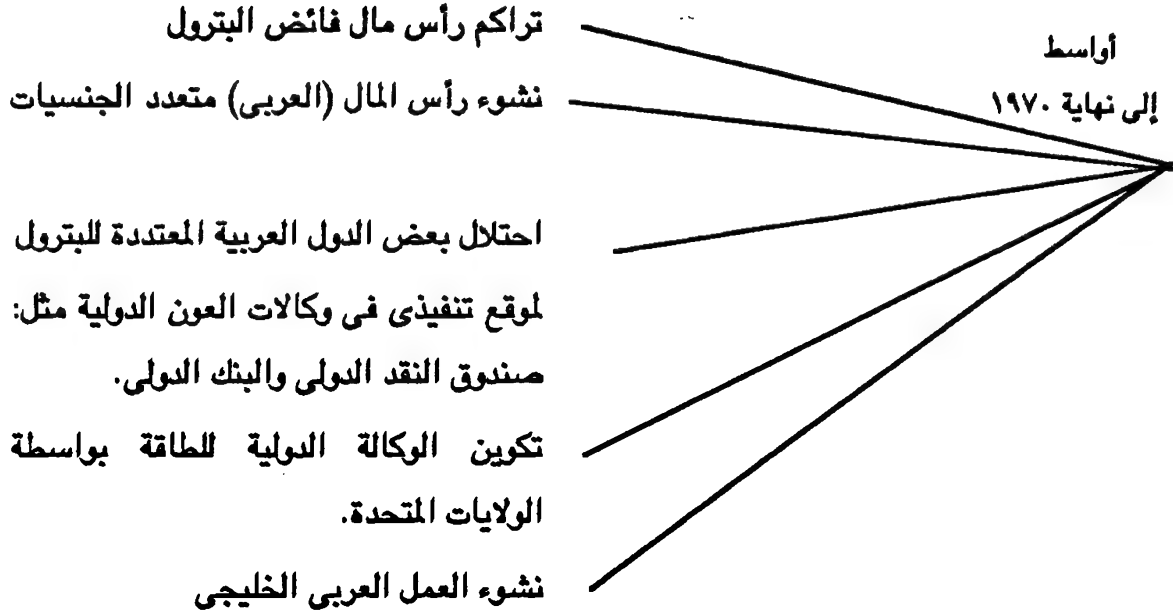 أواسط
إلى نهاية ١٩٧٠
تراكم رأس مال فائض البترول
نشوء رأس المال (العربى) متعدد الجنسيات
احتلال بعض الدول العربية المعتددة للبترول
لموقع تنفيذى فى وكالات العون الدولية مثل:
صندوق النقد الدولى والبنك الدولى.
تكوين الوكالة الدولية للطاقة بواسطة
الولايات المتحدة.
نشوء العمل العربى الخليجى